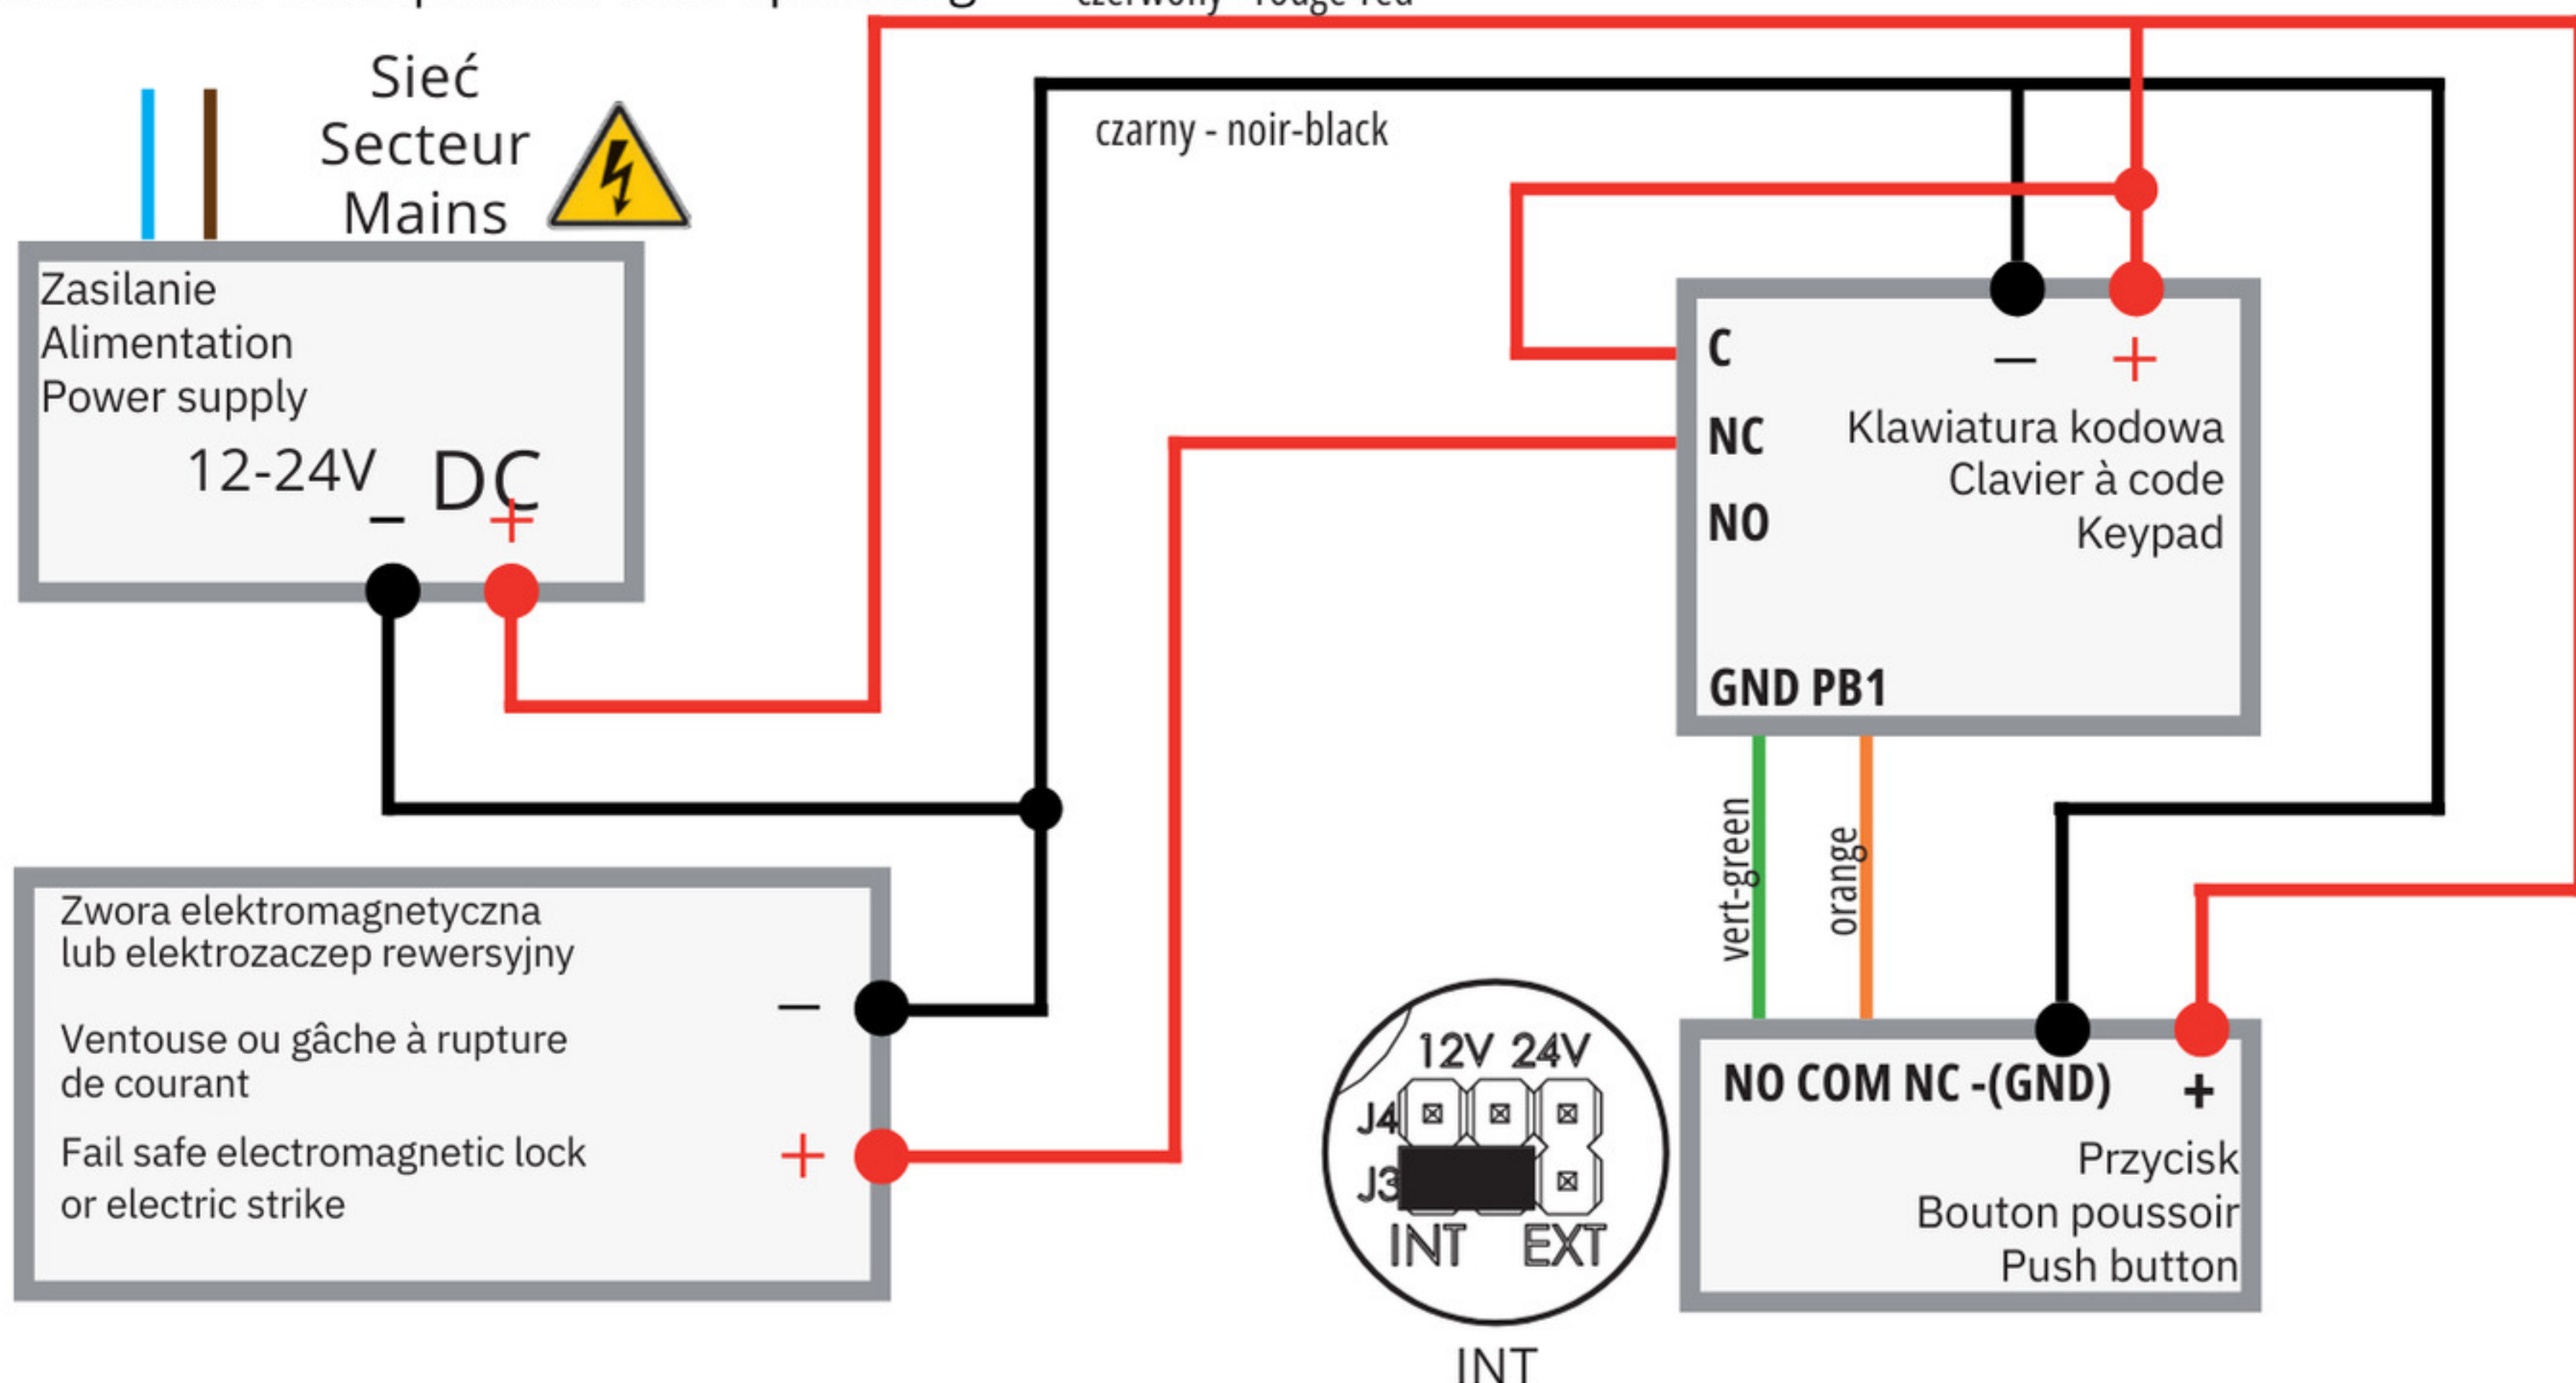 czerwony - rouge-red
Sieć
Secteur
Mains
czarny - noir-black
Zasilanie
Alimentation
Power supply
12-24V DC
− +
− +
C
NC
NO
Klawiatura kodowa
Clavier à code
Keypad
GND PB1
vert-green
orange
Zwora elektromagnetyczna
lub elektrozaczep rewersyjny
−
Ventouse ou gâche à rupture
de courant
Fail safe electromagnetic lock
or electric strike
+
12V 24V
J4
J3
INT EXT
INT
NO COM NC -(GND) +
Przycisk
Bouton poussoir
Push button